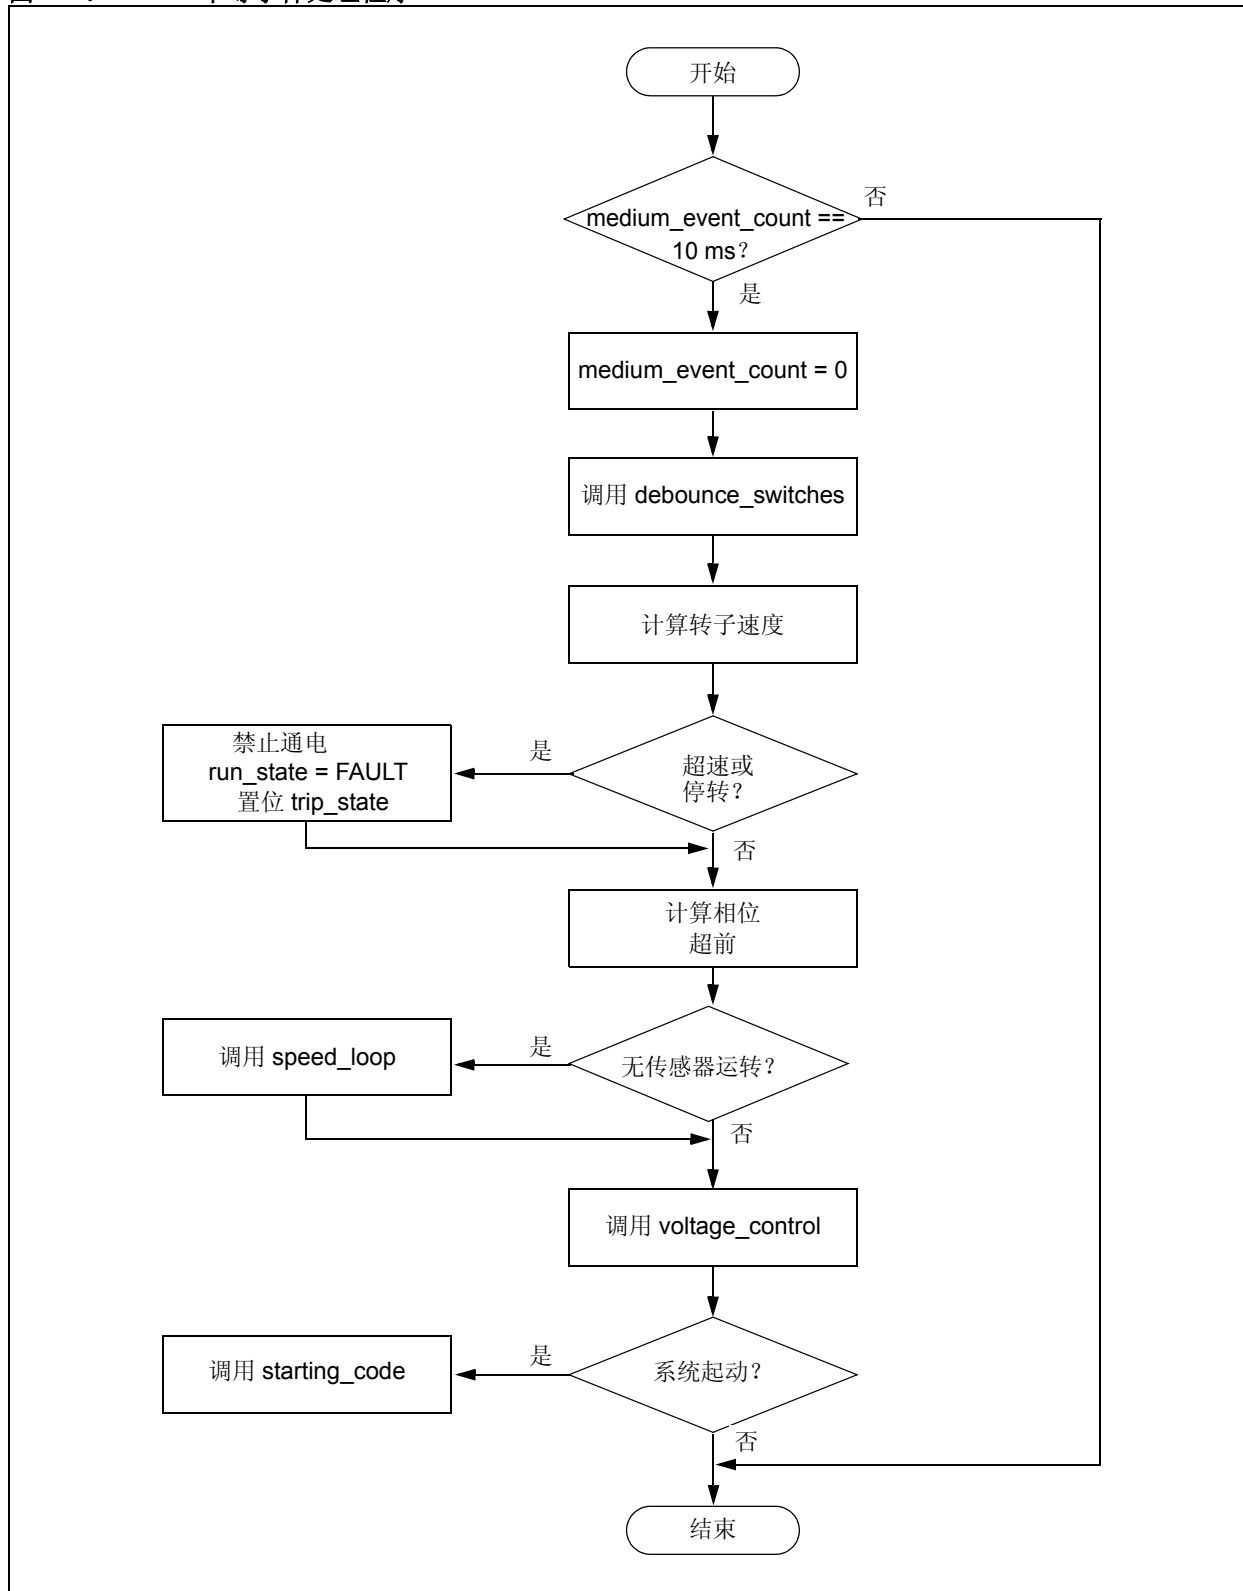 开始
medium_event_count ==
10 ms？
否
是
medium_event_count = 0
调用 debounce_switches
计算转子速度
超速或
停转？
是
禁止通电
run_state = FAULT
置位 trip_state
否
计算相位
超前
无传感器运转？
是
调用 speed_loop
否
调用 voltage_control
系统起动？
是
调用 starting_code
否
结束